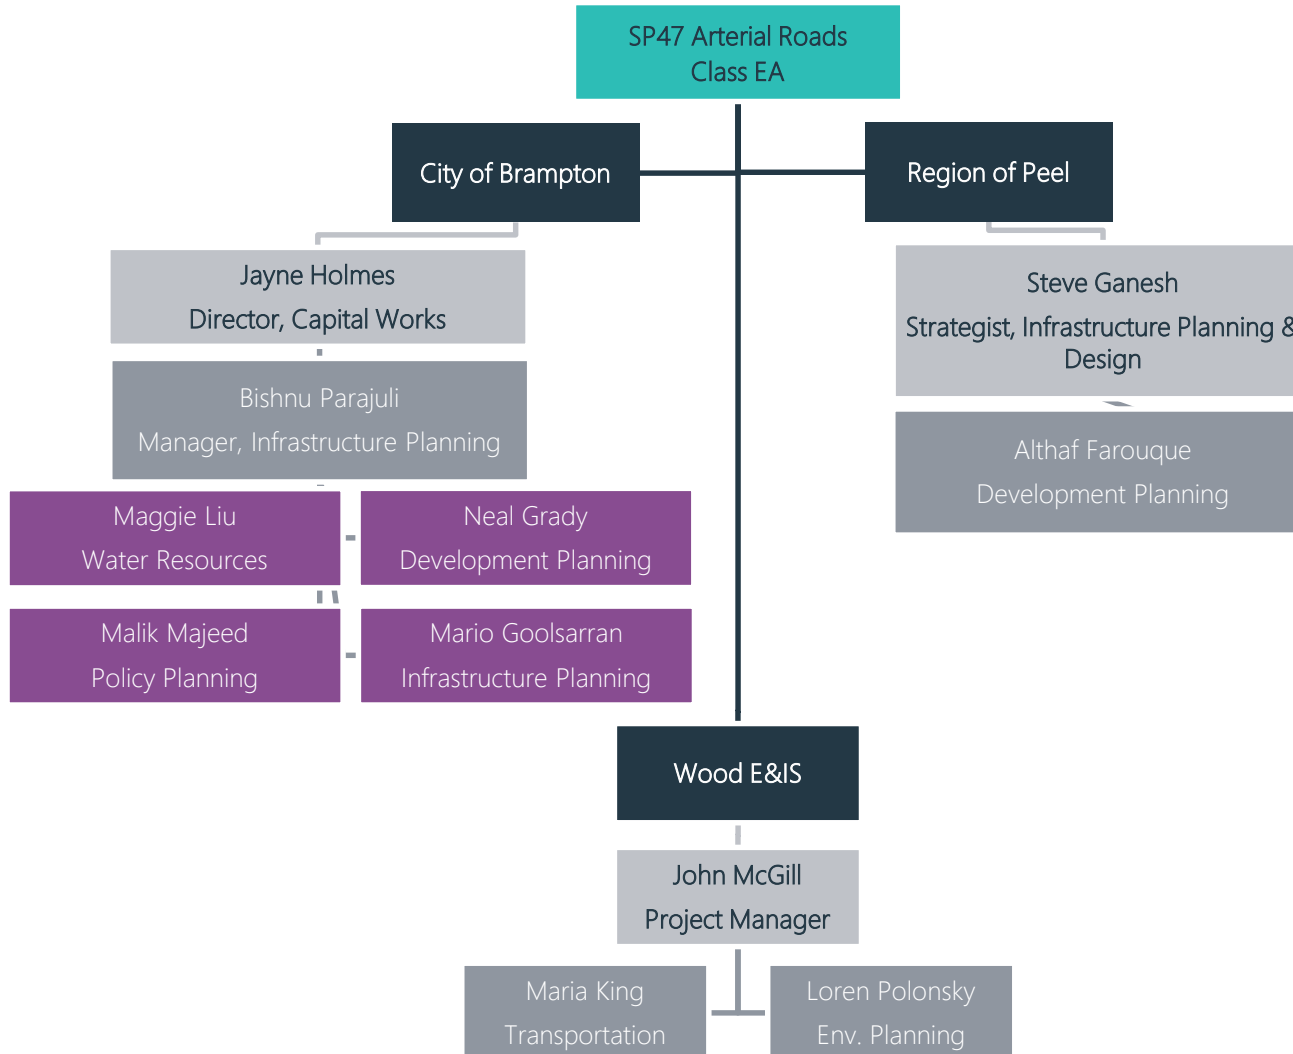 SP47 Arterial Roads
Class EA
City of Brampton
Region of Peel
Jayne Holmes
Director, Capital Works
Steve Ganesh
Strategist, Infrastructure Planning &
Design
Bishnu Parajuli
Manager, Infrastructure Planning
Althaf Farouque
Development Planning
Maggie Liu
Water Resources
Neal Grady
Development Planning
Malik Majeed
Policy Planning
Mario Goolsarran
Infrastructure Planning
Wood E&IS
John McGill
Project Manager
Maria King
Transportation
Loren Polonsky
Env. Planning